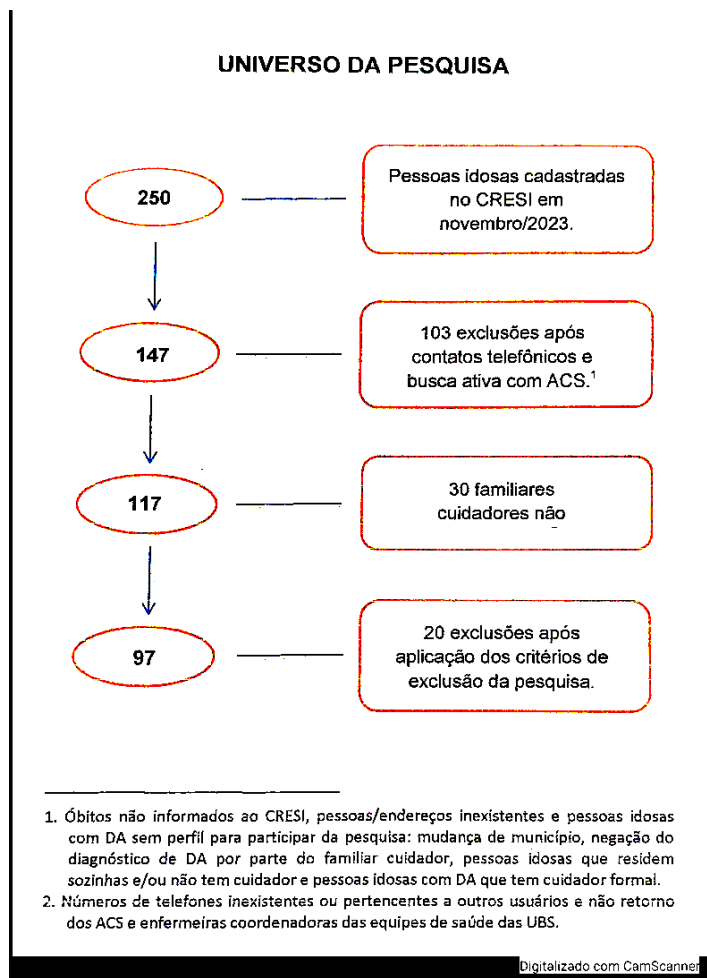 UNIVERSO DA PESQUISA
250
Pessoas idosas cadastradas
no CRESI em
novembro/2023.
147
103 exclusões após
contatos telefônicos e
busca ativa com ACS.¹
117
30 familiares
cuidadores não
97
20 exclusões após
aplicação dos critérios de
exclusão da pesquisa.
1. Óbitos não informados ao CRESI, pessoas/endereços inexistentes e pessoas idosas
com DA sem perfil para participar da pesquisa: mudança de município, negação do
diagnóstico de DA por parte do familiar cuidador, pessoas idosas que residem
sozinhas e/ou não tem cuidador e pessoas idosas com DA que tem cuidador formal.
2. Números de telefones inexistentes ou pertencentes a outros usuários e não retorno
dos ACS e enfermeiras coordenadoras das equipes de saúde das UBS.
Digitalizado com CamScanner